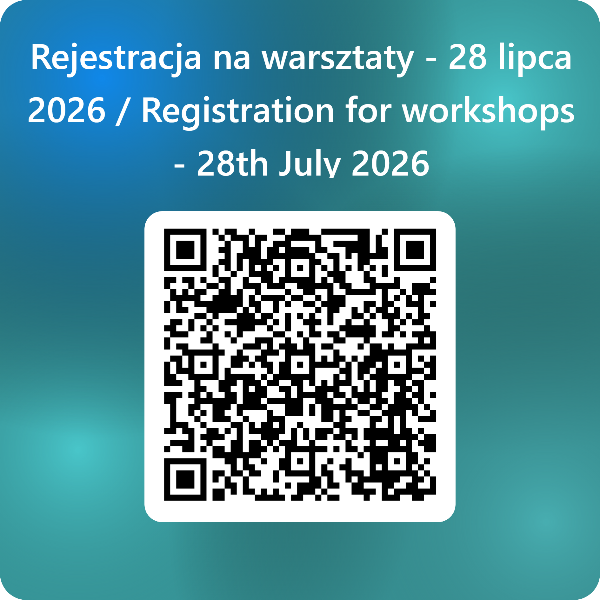 Rejestracja na warsztaty - 28 lipca
2026 / Registration for workshops
- 28th July 2026